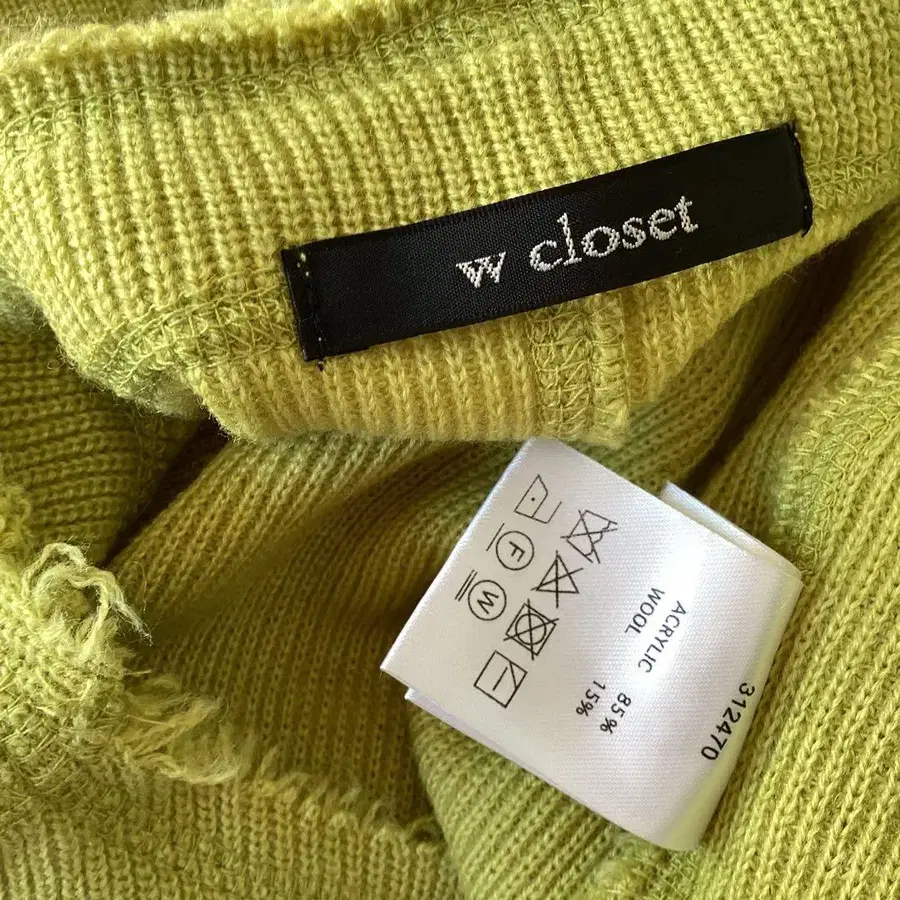 w closet
F
W
ACRYLIC 85%
WOOL 15%
312470